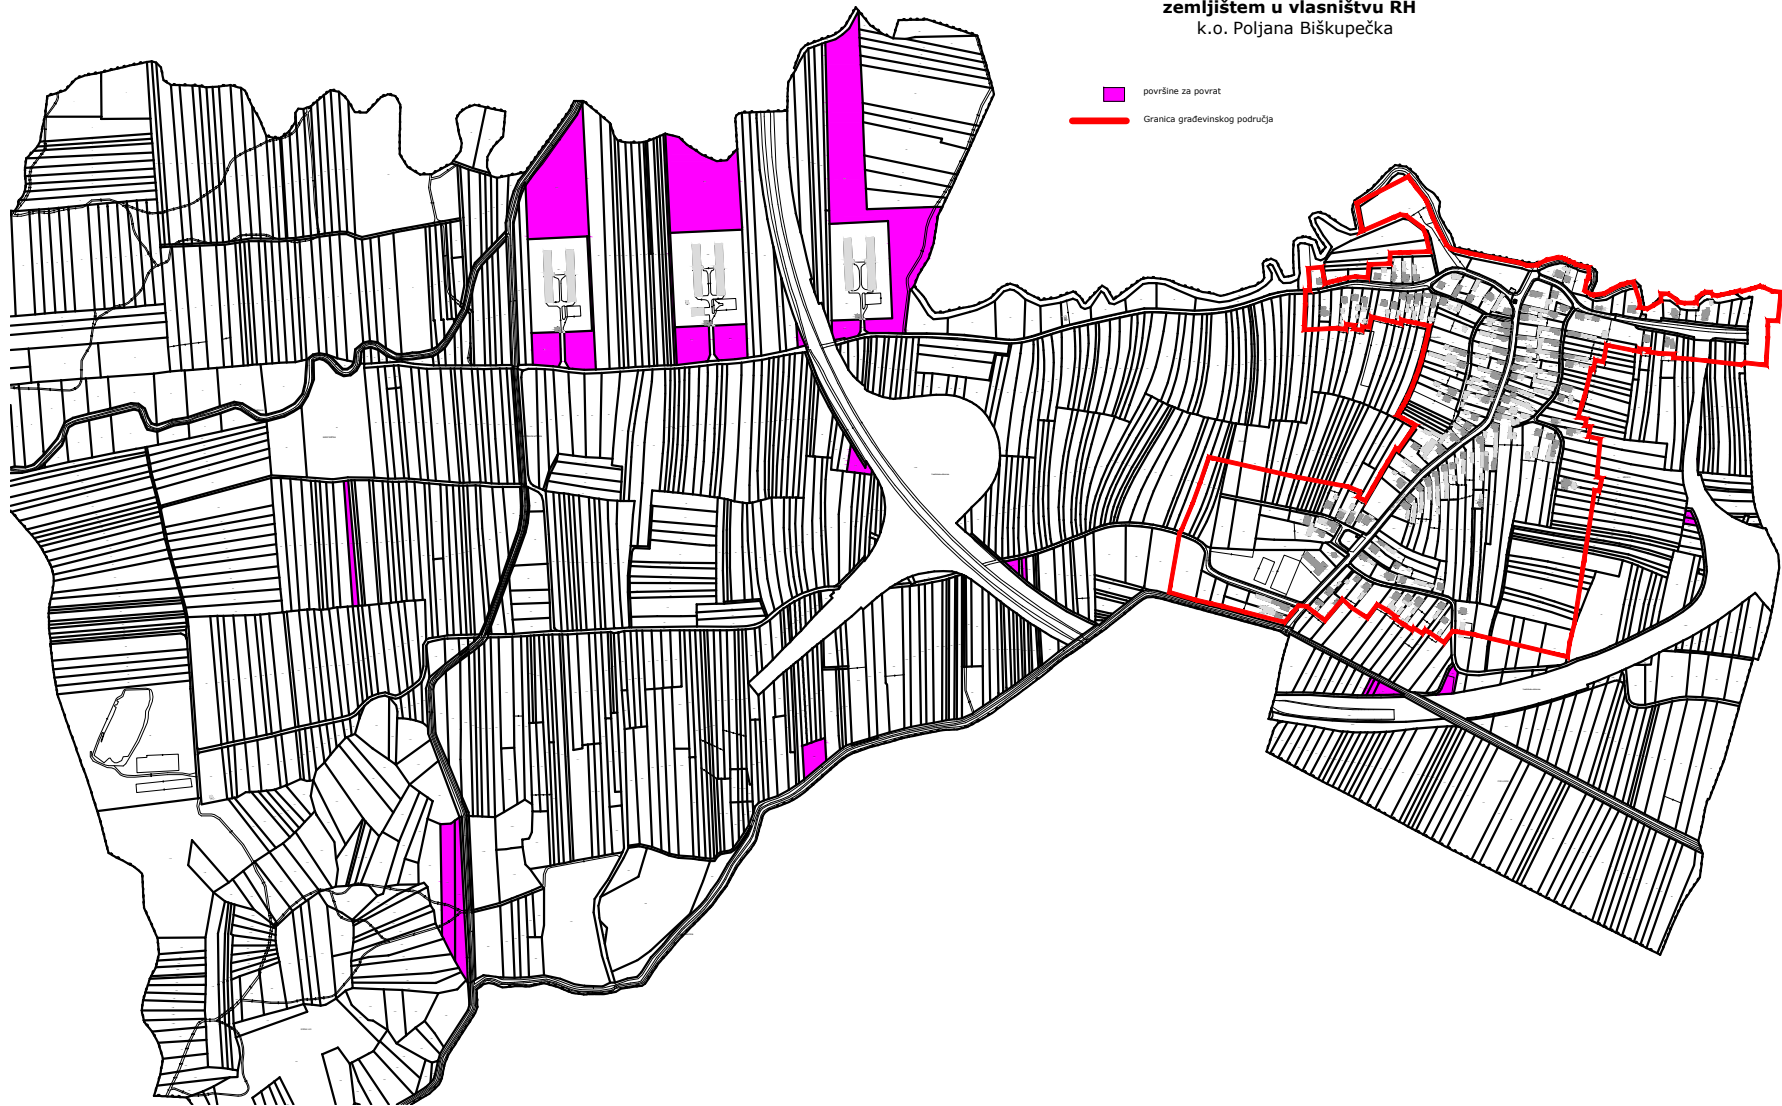 zemljištem u vlasništvu RH
k.o. Poljana Biškupečka
površine za povrat
Granica građevinskog područja